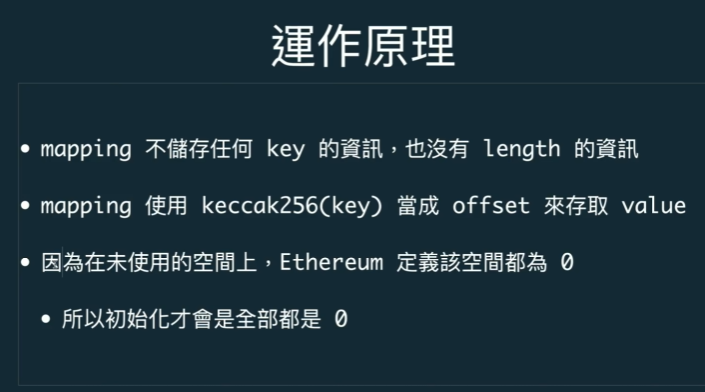 運作原理
• mapping 不儲存任何 key 的資訊，也沒有 length 的資訊
• mapping 使用 keccak256(key) 當成 offset 來存取 value
• 因為在未使用的空間上，Ethereum 定義該空間都為 0
• 所以初始化才會是全部都是 0